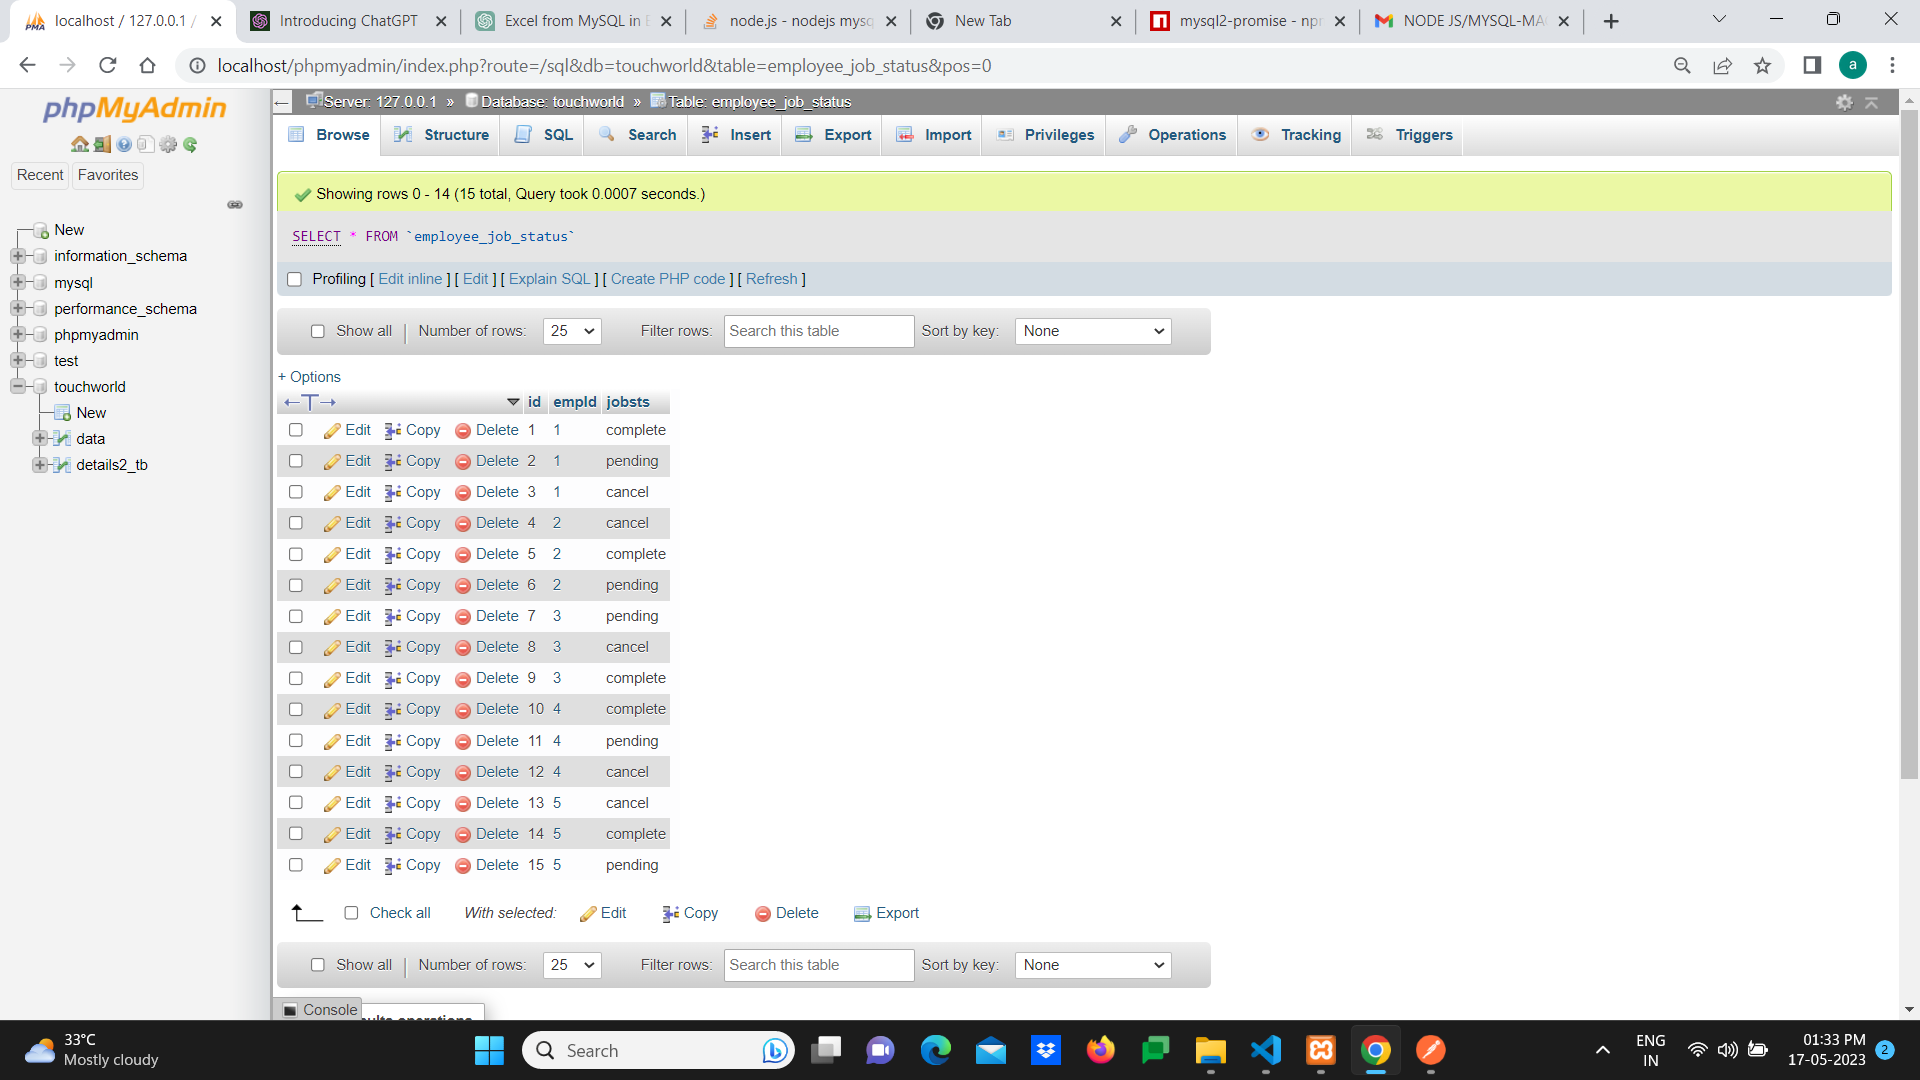 localhost / 127.0.0.1 /
Introducing ChatGPT
Excel from MySQL in E
node.js - nodejs mysq
New Tab
mysql2-promise - npm
NODE JS/MYSQL-MA
localhost/phpmyadmin/index.php?route=/sql&db=touchworld&table=employee_job_status&pos=0
a
phpMyAdmin
Recent
Favorites
New
information_schema
mysql
performance_schema
phpmyadmin
test
touchworld
New
data
details2_tb
Server: 127.0.0.1 » Database: touchworld » Table: employee_job_status
Browse
Structure
SQL
Search
Insert
Export
Import
Privileges
Operations
Tracking
Triggers
Showing rows 0 - 14 (15 total, Query took 0.0007 seconds.)
SELECT * FROM `employee_job_status`
Profiling [ Edit inline ] [ Edit ] [ Explain SQL ] [ Create PHP code ] [ Refresh ]
Show all | Number of rows: 25 Filter rows: Search this table Sort by key: None
+ Options
←T→ id empId jobsts
Edit Copy Delete 1 1 complete
Edit Copy Delete 2 1 pending
Edit Copy Delete 3 1 cancel
Edit Copy Delete 4 2 cancel
Edit Copy Delete 5 2 complete
Edit Copy Delete 6 2 pending
Edit Copy Delete 7 3 pending
Edit Copy Delete 8 3 cancel
Edit Copy Delete 9 3 complete
Edit Copy Delete 10 4 complete
Edit Copy Delete 11 4 pending
Edit Copy Delete 12 4 cancel
Edit Copy Delete 13 5 cancel
Edit Copy Delete 14 5 complete
Edit Copy Delete 15 5 pending
Check all With selected: Edit Copy Delete Export
Show all | Number of rows: 25 Filter rows: Search this table Sort by key: None
Console
33°C
Mostly cloudy
Search
ENG
IN
01:33 PM
17-05-2023
2